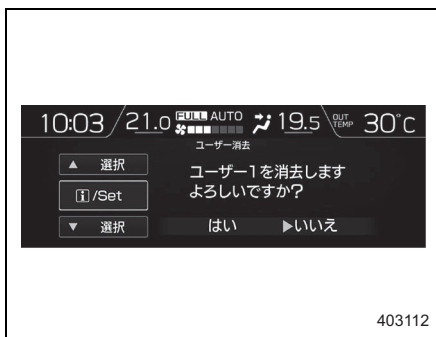 10:03 21.0 FULL AUTO 19.5 OUT TEMP 30°C
ユーザー消去
▲ 選択
ユーザー1を消去します
i/Set
よろしいですか?
▼ 選択
はい ▶いいえ
403112